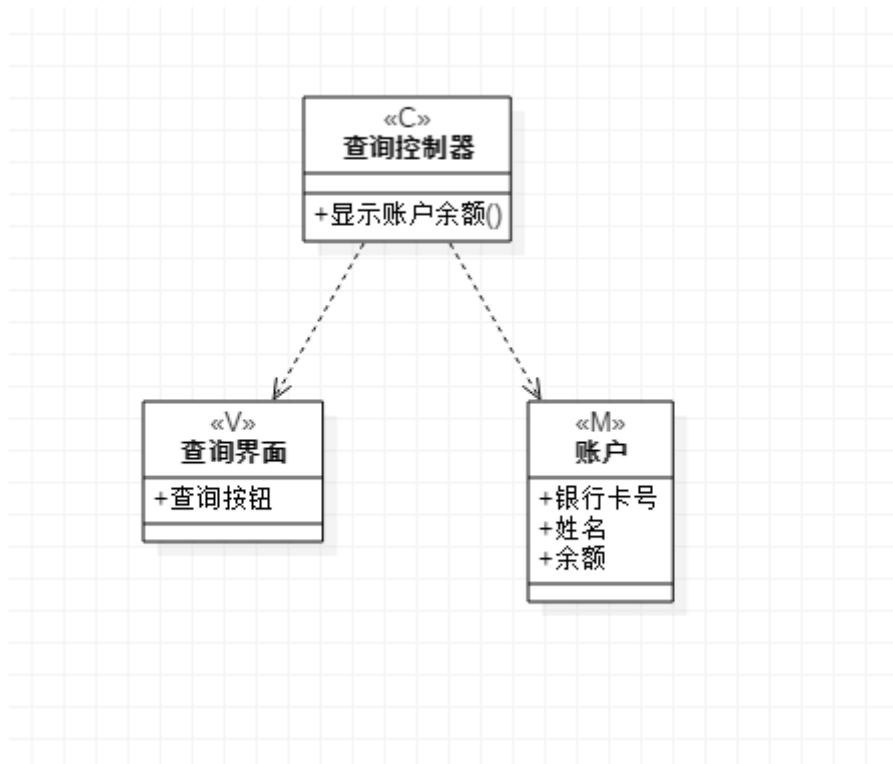 «C»
查询控制器
+显示账户余额()
«V»
查询界面
+查询按钮
«M»
账户
+银行卡号
+姓名
+余额